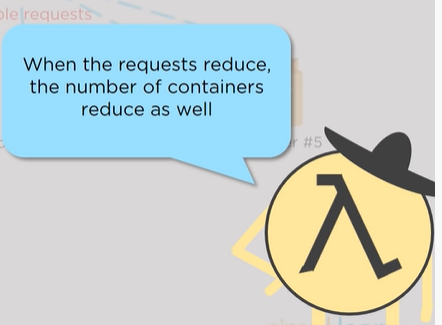 ple requests
When the requests reduce,
the number of containers
reduce as well
r #5
λ